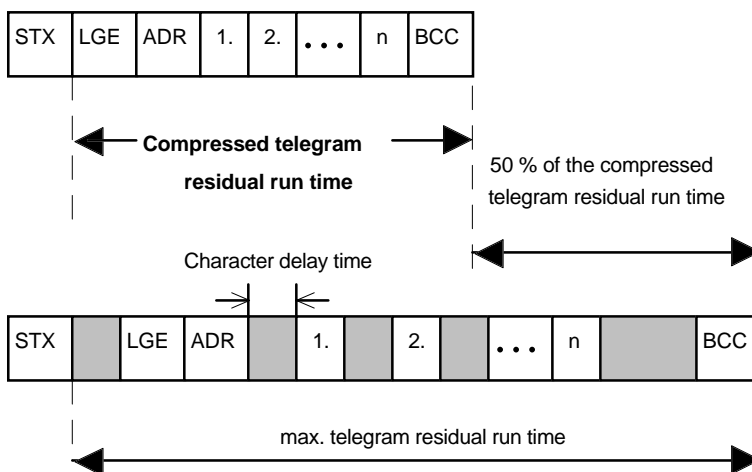 STX LGE ADR 1. 2. ... n BCC
Compressed telegram
residual run time
50 % of the compressed
telegram residual run time
Character delay time
STX LGE ADR 1. 2. ... n BCC
max. telegram residual run time